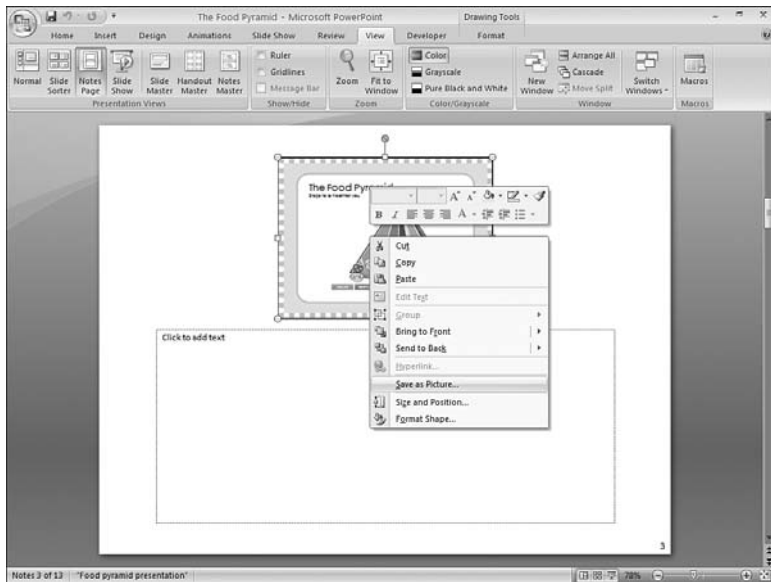 The Food Pyramid - Microsoft PowerPoint
Drawing Tools
Home Insert Design Animations Slide Show Review View Developer Format
Normal Slide Sorter Notes Page Slide Show Slide Master Handout Master Notes Master
Presentation Views
Ruler
Gridlines
Message Bar
Show/Hide
Zoom Fit to Window
Zoom
Color
Grayscale
Pure Black and White
Color/Grayscale
New Window
Arrange All
Cascade
Move Split
Switch Windows
Window
Macros
Macros
The Food Pyramid
A A
B I A
Cut
Copy
Paste
Edit Text
Group
Bring to Front
Send to Back
Hyperlink...
Save as Picture...
Size and Position...
Format Shape...
Click to add text
3
Notes 3 of 13 "Food pyramid presentation" 78%